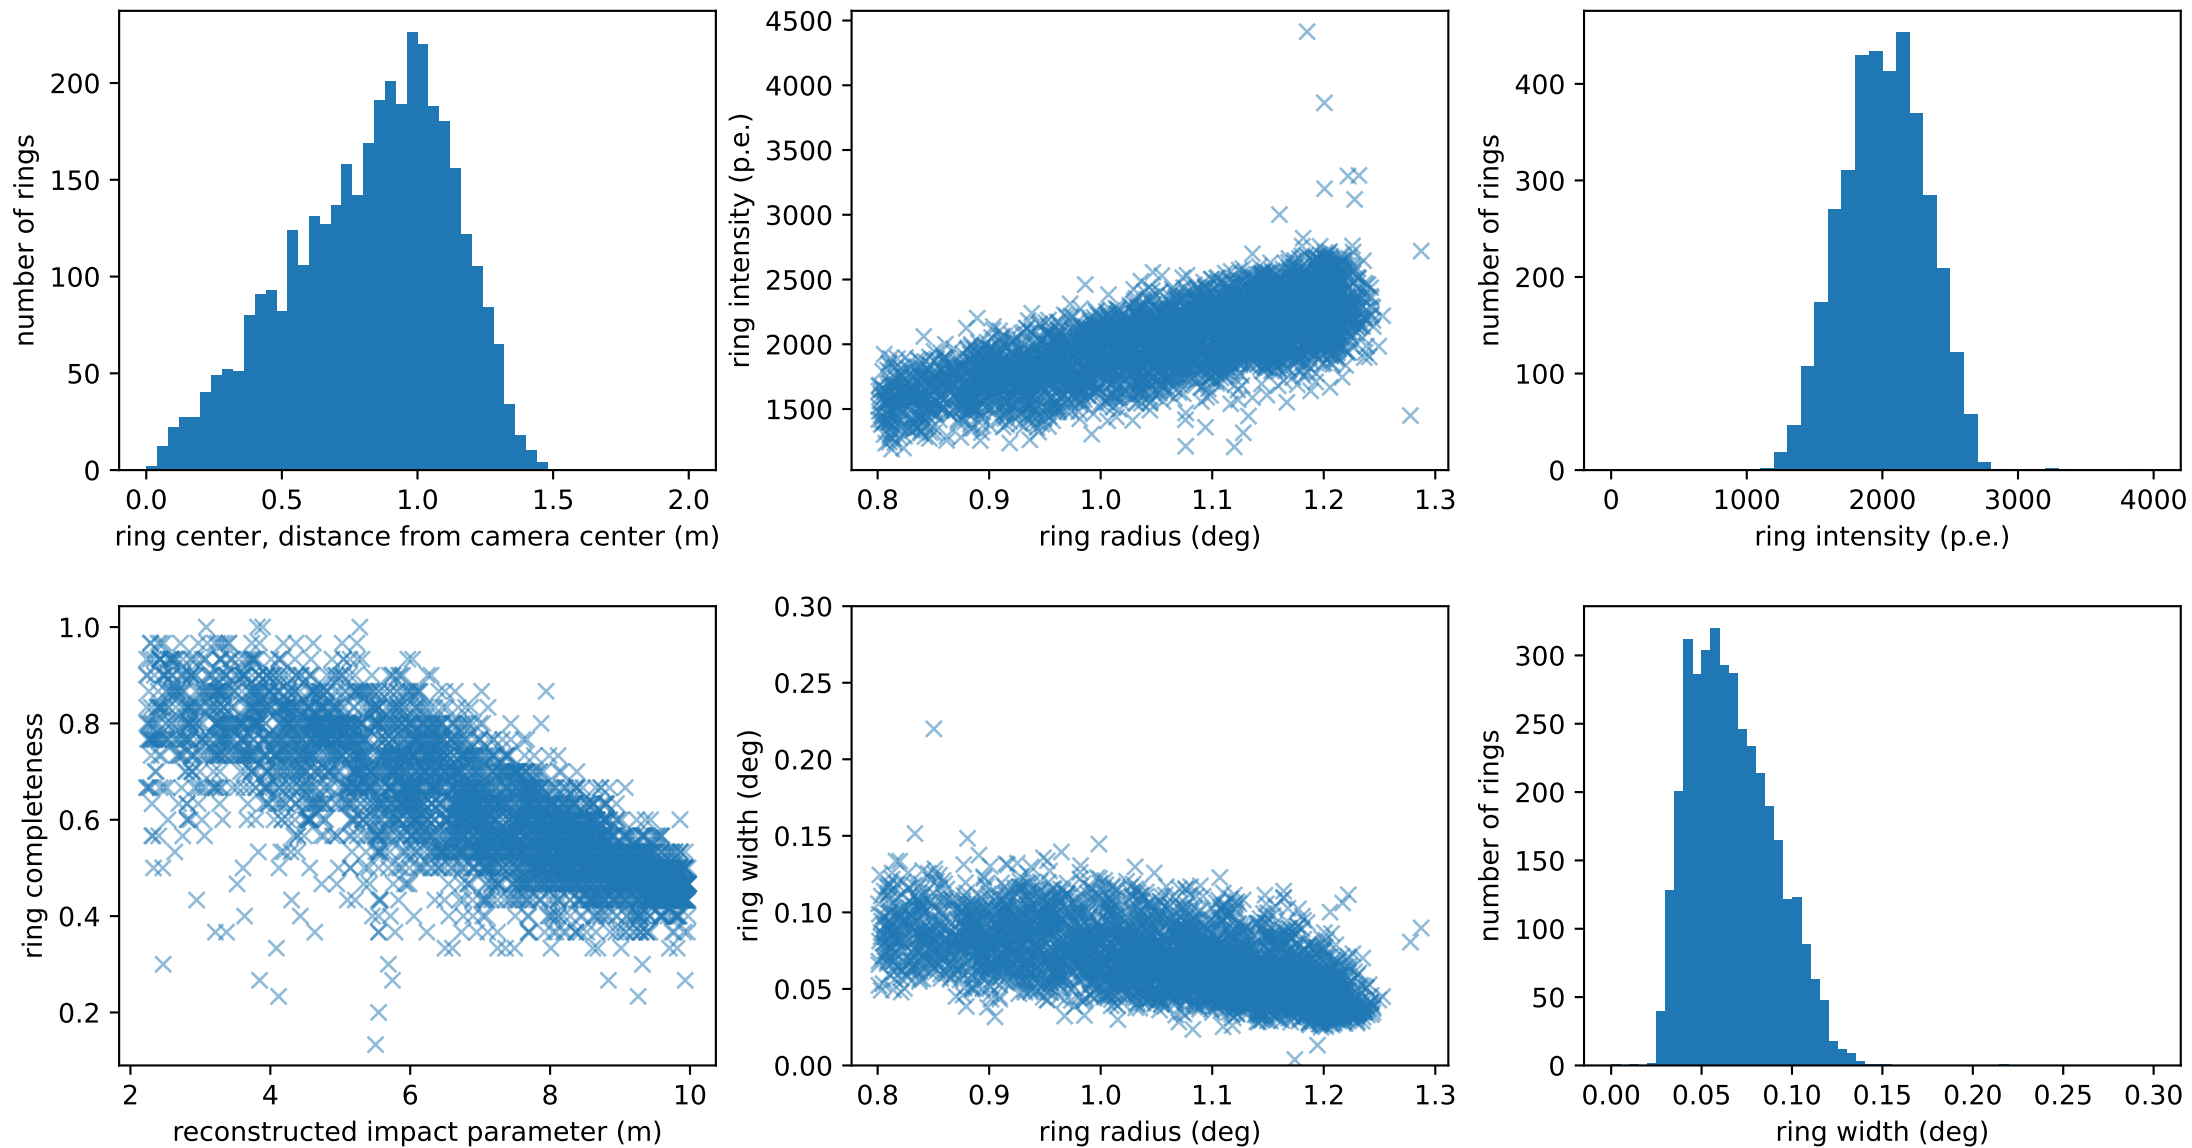 200
150
100
50
0
number of rings
0.0 0.5 1.0 1.5 2.0
ring center, distance from camera center (m)
4500
4000
3500
3000
2500
2000
1500
ring intensity (p.e.)
0.8 0.9 1.0 1.1 1.2 1.3
ring radius (deg)
400
300
200
100
0
number of rings
0 1000 2000 3000 4000
ring intensity (p.e.)
1.0
0.8
0.6
0.4
0.2
ring completeness
2 4 6 8 10
reconstructed impact parameter (m)
0.30
0.25
0.20
0.15
0.10
0.05
0.00
ring width (deg)
0.8 0.9 1.0 1.1 1.2 1.3
ring radius (deg)
300
250
200
150
100
50
0
number of rings
0.00 0.05 0.10 0.15 0.20 0.25 0.30
ring width (deg)